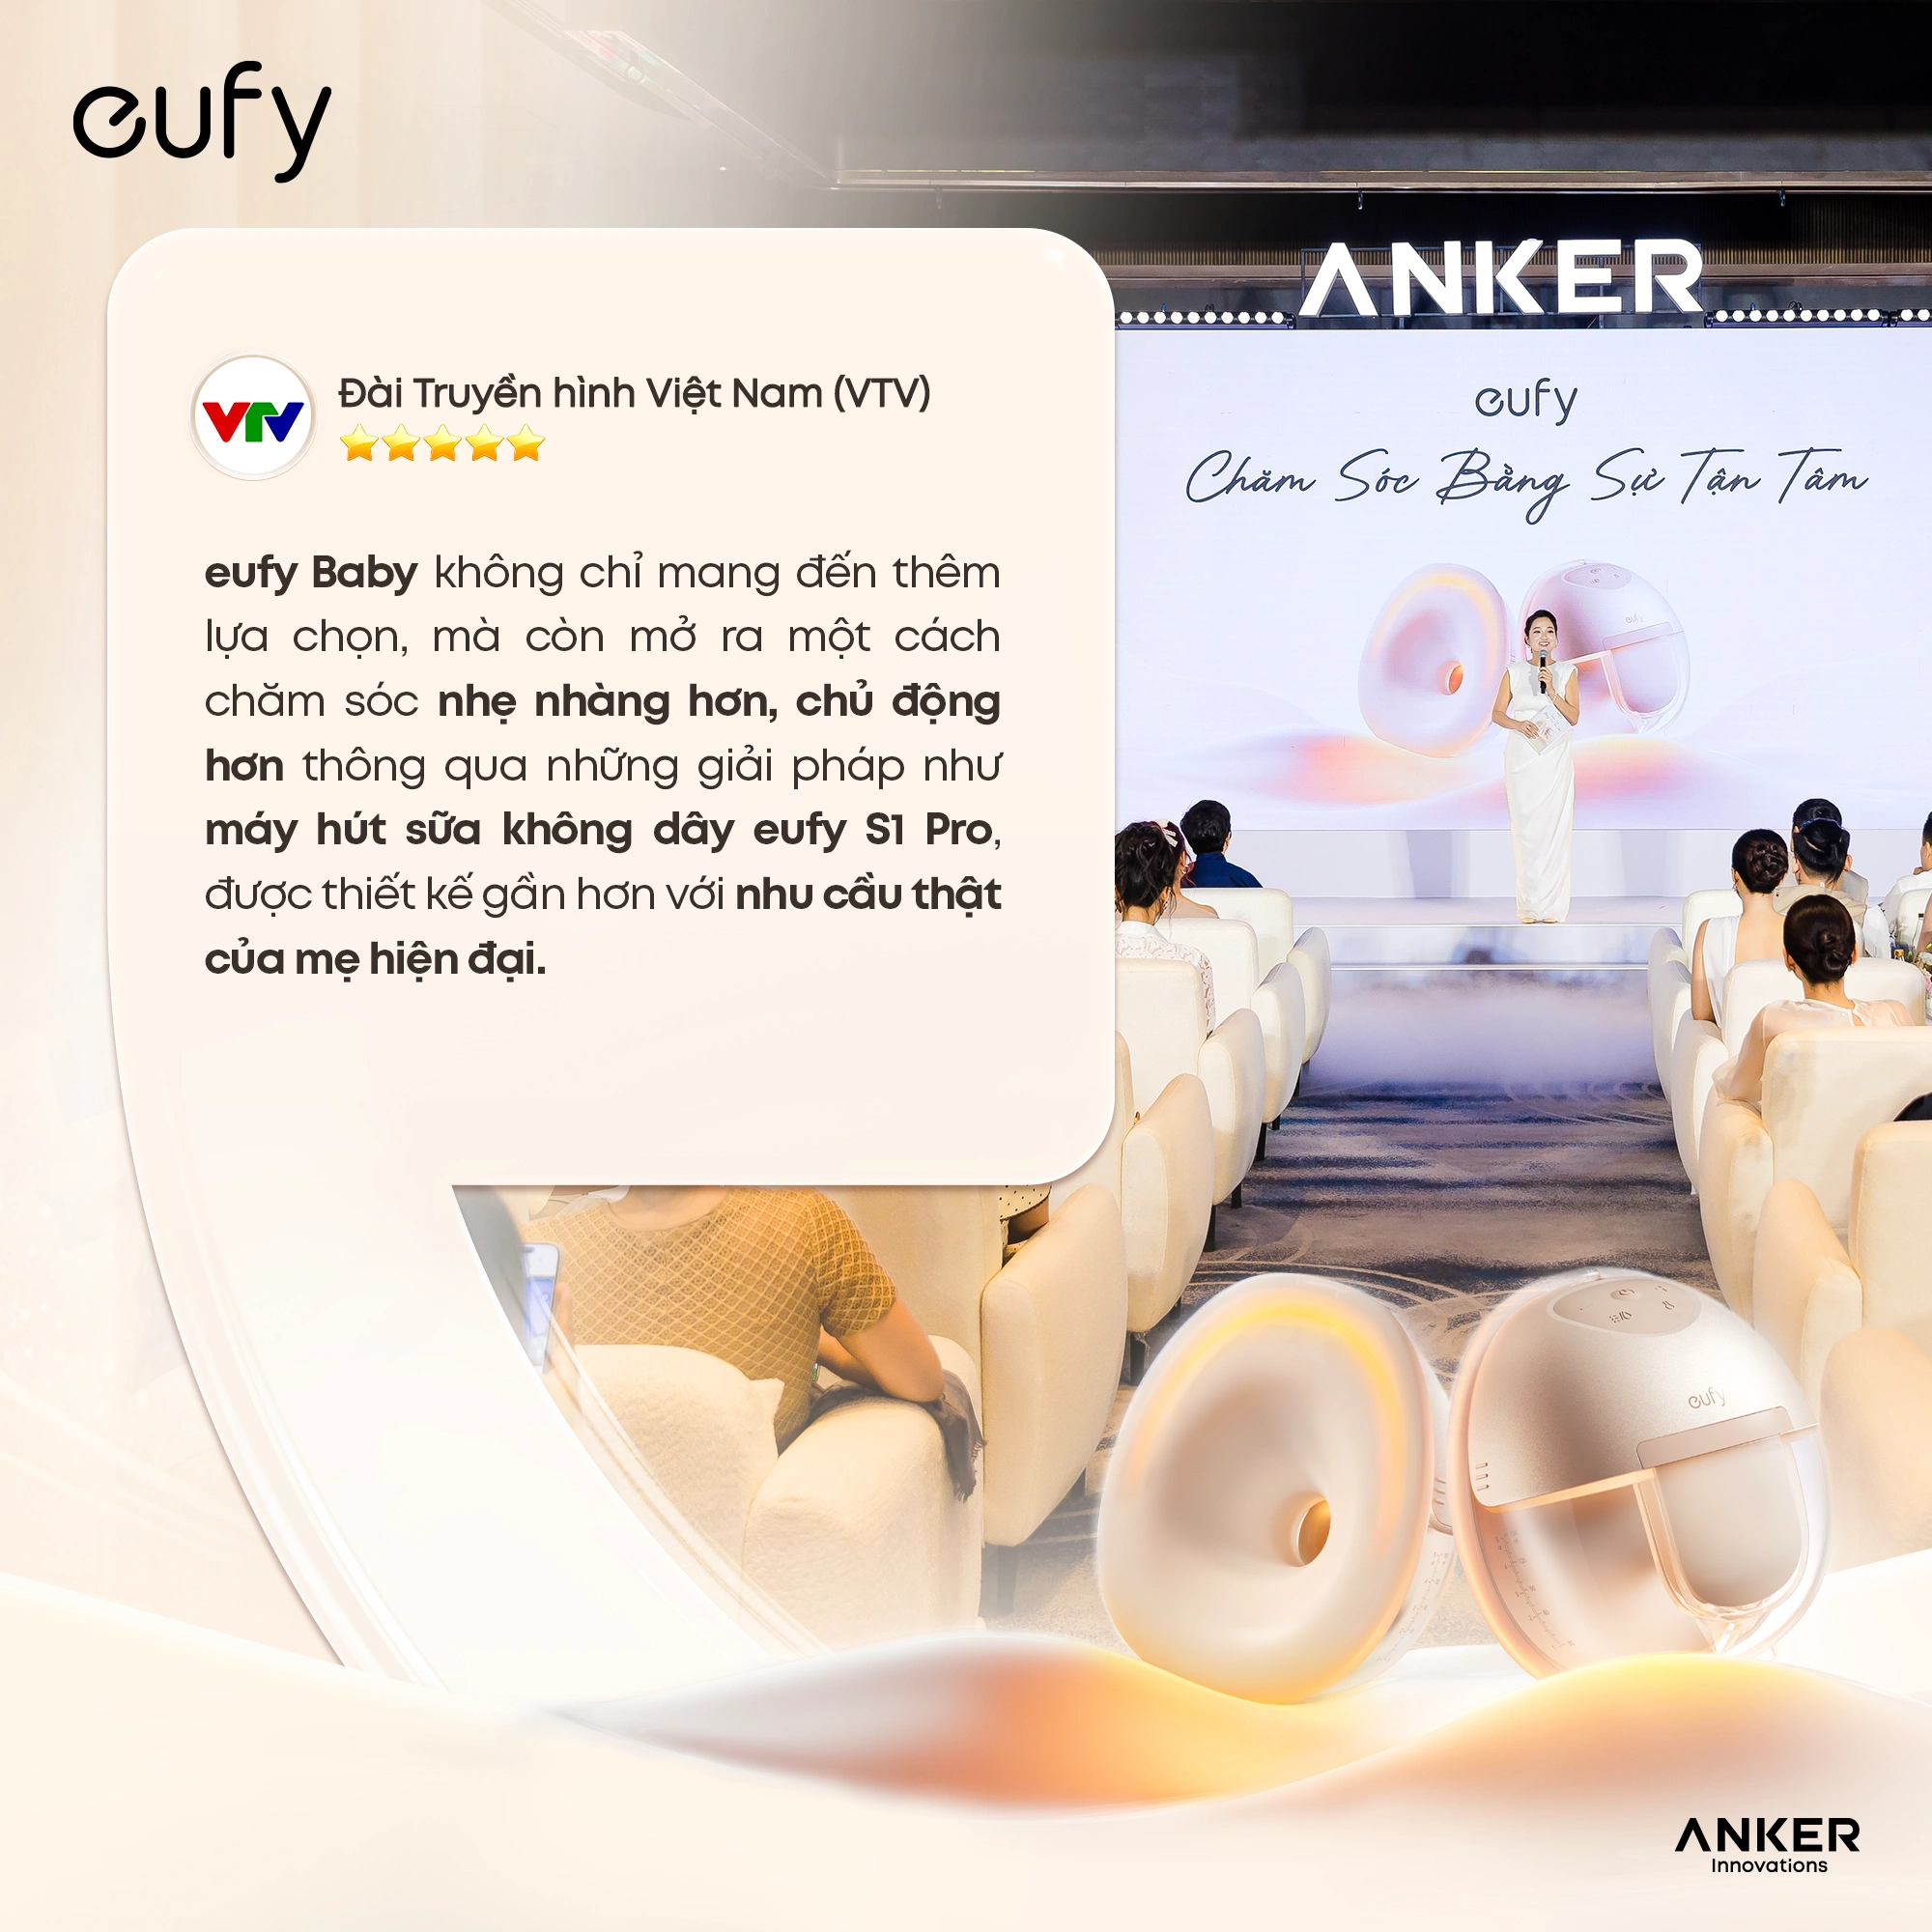 eufy
ANKER
eufy
Chăm Sóc Bằng Sự Tận Tâm
VTV
Đài Truyền hình Việt Nam (VTV)
eufy Baby không chỉ mang đến thêm
lựa chọn, mà còn mở ra một cách
chăm sóc nhẹ nhàng hơn, chủ động
hơn thông qua những giải pháp như
máy hút sữa không dây eufy S1 Pro,
được thiết kế gần hơn với nhu cầu thật
của mẹ hiện đại.
eufy
eufy
ANKER
Innovations